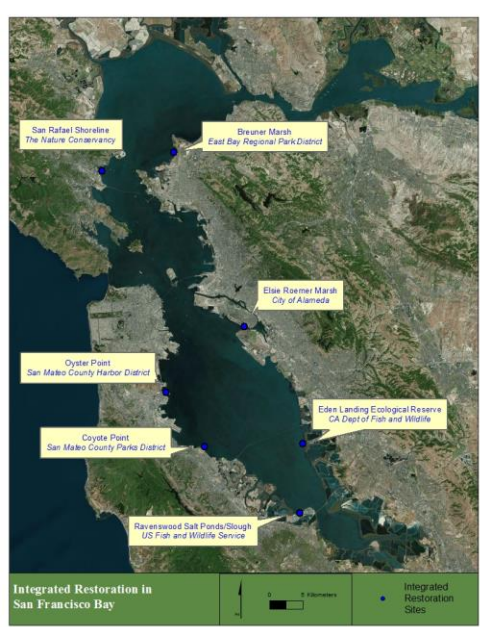 San Rafael Shoreline
The Nature Conservancy
Breuner Marsh
East Bay Regional Park District
Elsie Roemer Marsh
City of Alameda
Oyster Point
San Mateo County Harbor District
Eden Landing Ecological Reserve
CA Dept of Fish and Wildlife
Coyote Point
San Mateo County Parks District
Ravenswood Salt Ponds/Slough
US Fish and Wildlife Service
Integrated Restoration in
San Francisco Bay
0 5 Kilometers
Integrated
Restoration
Sites